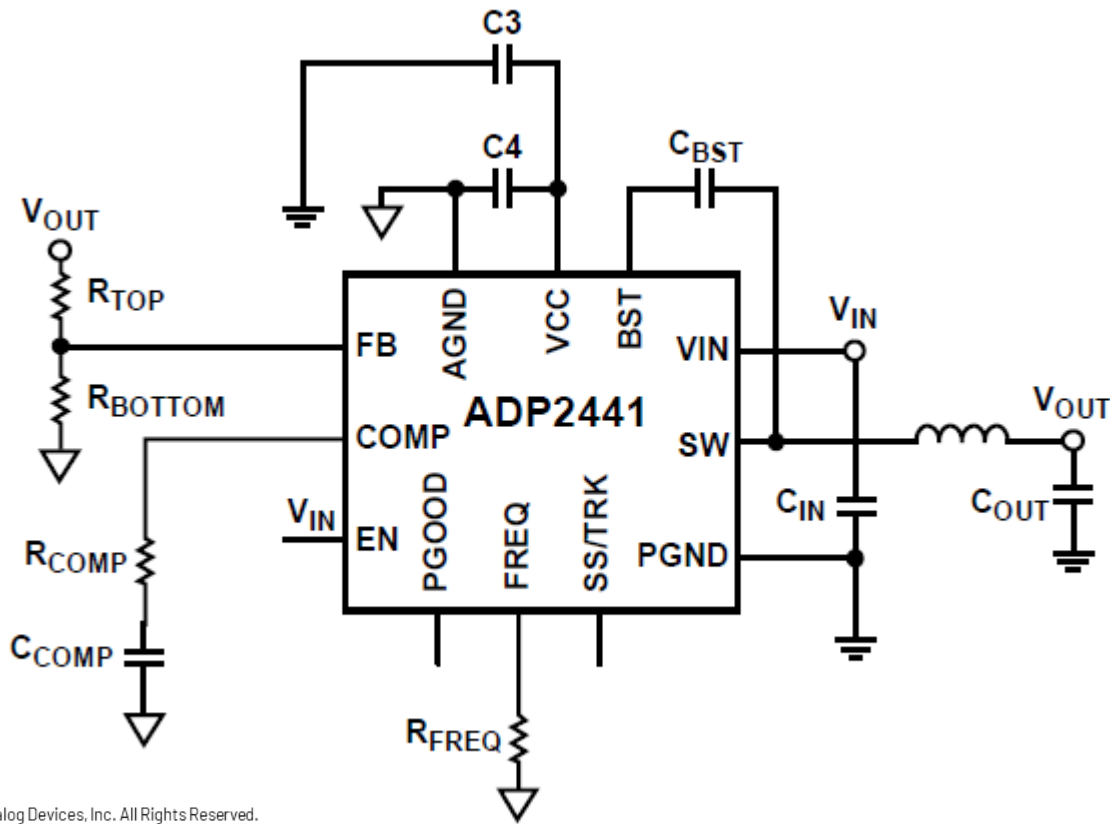 C3
C4
CBST
VOUT
RTOP
AGND
VCC
BST
VIN
FB
VIN
RBOTTOM
ADP2441
VOUT
COMP
SW
VIN
EN
PGOOD
FREQ
SS/TRK
CIN
COUT
PGND
RCOMP
CCOMP
RFREQ
alog Devices, Inc. All Rights Reserved.